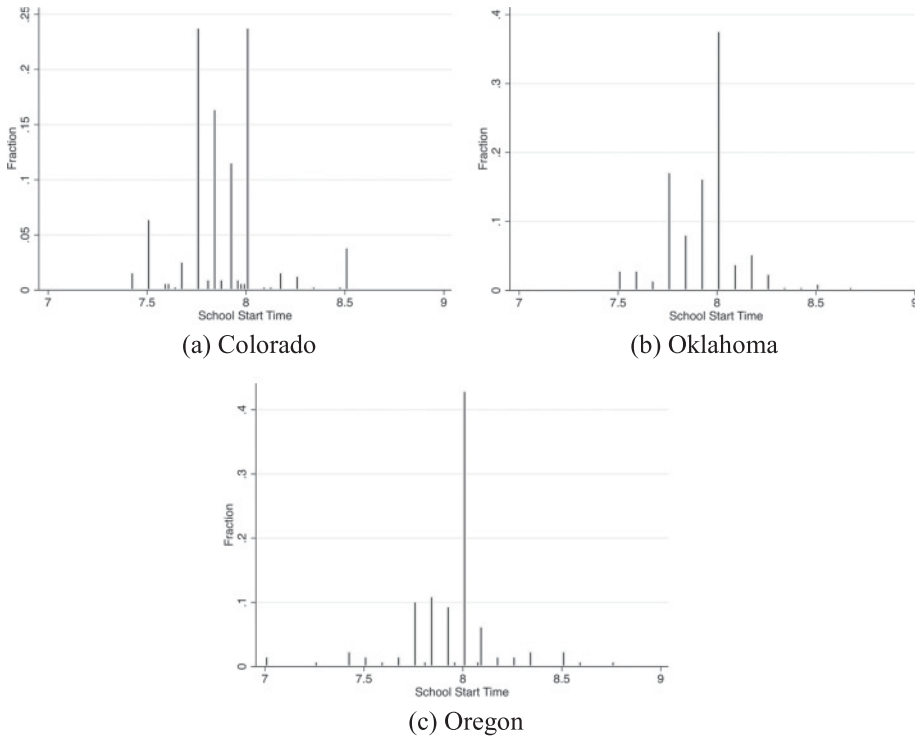 Fraction
.25
.2
.15
.1
.05
0
7 7.5 8 8.5 9
School Start Time
(a) Colorado
Fraction
.4
.3
.2
.1
0
7 7.5 8 8.5 9
School Start Time
(b) Oklahoma
Fraction
.4
.3
.2
.1
0
7 7.5 8 8.5 9
School Start Time
(c) Oregon